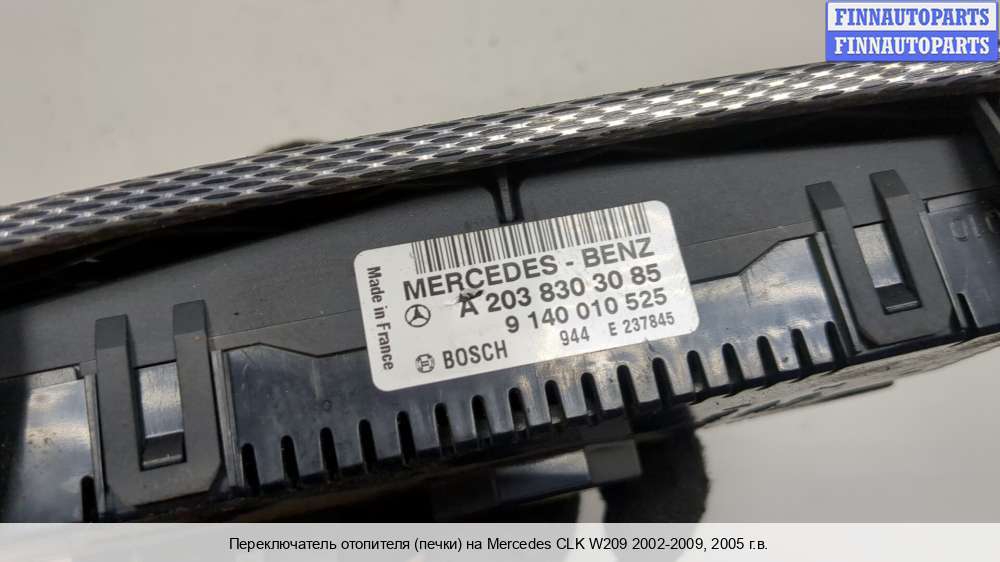 FINNAUTOPARTS
FINNAUTOPARTS
Made in France
MERCEDES - BENZ
A 203 830 30 85
9 140 010 525
BOSCH 944 E 237845
Переключатель отопителя (печки) на Mercedes CLK W209 2002-2009, 2005 г.в.